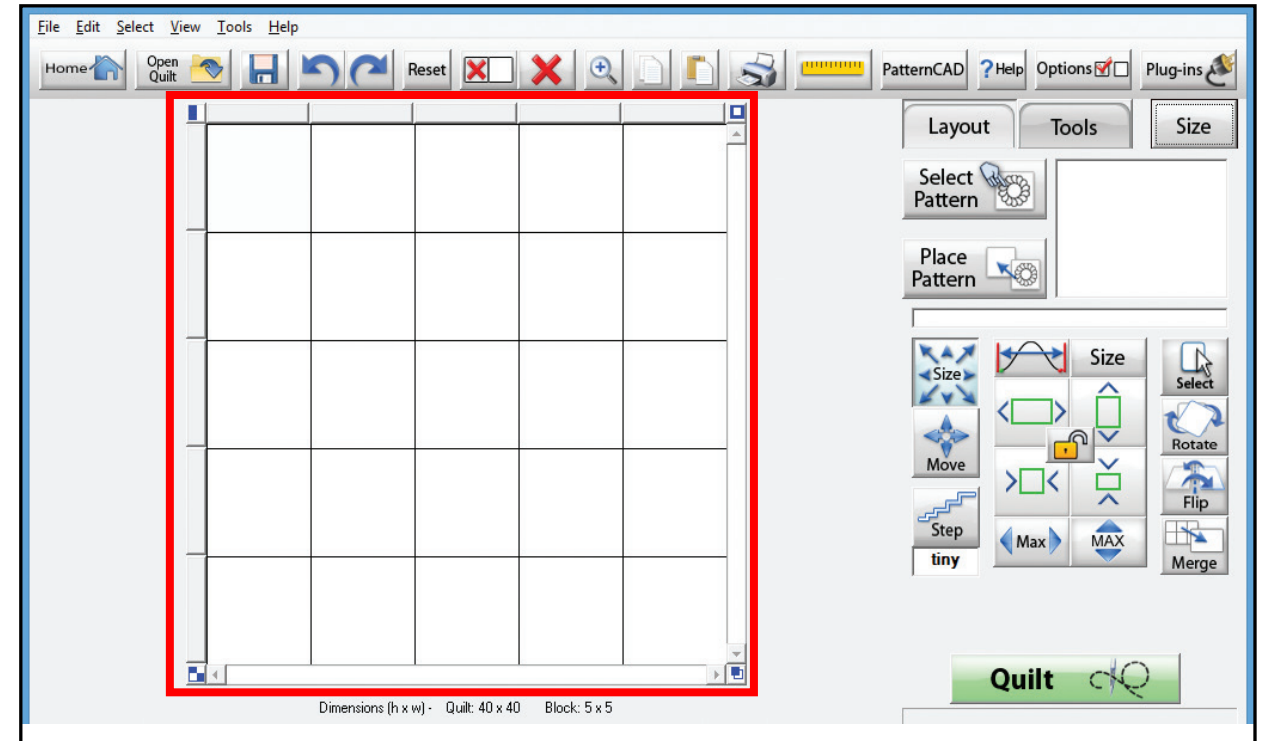 File Edit Select View Tools Help
Home Open Quilt Reset PatternCAD ?Help Options Plug-ins
Layout Tools Size
Select
Pattern
Place
Pattern
Size Size Select
Rotate
Move
Flip
Step Max MAX
tiny Merge
Quilt
Dimensions (h x w) - Quilt: 40 x 40 Block: 5 x 5